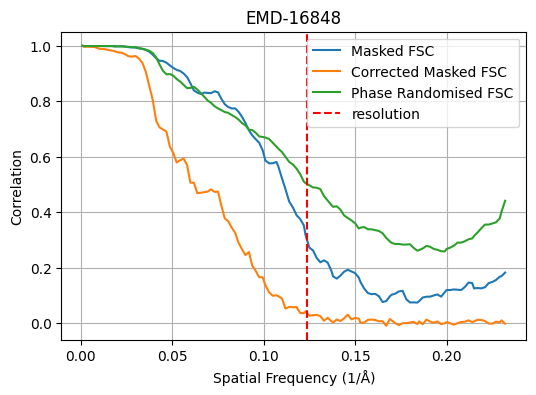 EMD-16848
Masked FSC
Corrected Masked FSC
Phase Randomised FSC
resolution
Correlation
1.0
0.8
0.6
0.4
0.2
0.0
0.00 0.05 0.10 0.15 0.20
Spatial Frequency (1/Å)